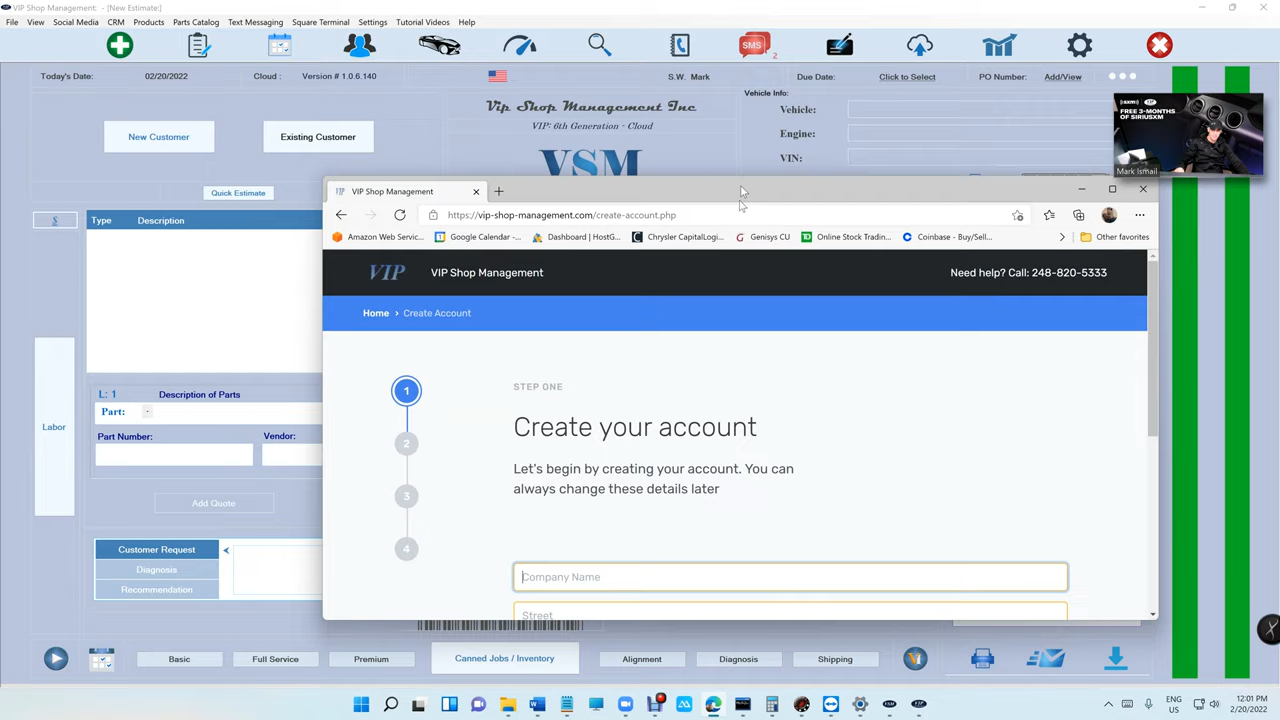 VIP Shop Management: - [New Estimate:]
File View Social Media CRM Products Parts Catalog Text Messaging Square Terminal Settings Tutorial Videos Help
SMS 2
Today's Date: 02/20/2022 Cloud : Version # 1.0.6.140 S.W. Mark Due Date: Click to Select PO Number: Add/View
Vehicle Info:
Vip Shop Management Inc
VIP: 6th Generation - Cloud
VSM
Vehicle:
Engine:
VIN:
FREE 3-MONTHS
OF SIRIUSXM
Mark Ismail
New Customer Existing Customer
Quick Estimate
S Type Description
VIP Shop Management
https://vip-shop-management.com/create-account.php
Amazon Web Servic... Google Calendar -... Dashboard | HostG... Chrysler CapitalLogi... Genisys CU Online Stock Tradin... Coinbase - Buy/Sell... Other favorites
VIP VIP Shop Management Need help? Call: 248-820-5333
Home › Create Account
1
2
3
4
STEP ONE
Create your account
Let's begin by creating your account. You can
always change these details later
Company Name
Street
Labor
L: 1 Description of Parts
Part: -
Part Number: Vendor:
Add Quote
Customer Request
Diagnosis
Recommendation
Basic Full Service Premium Canned Jobs / Inventory Alignment Diagnosis Shipping
ENG
US
12:01 PM
2/20/2022